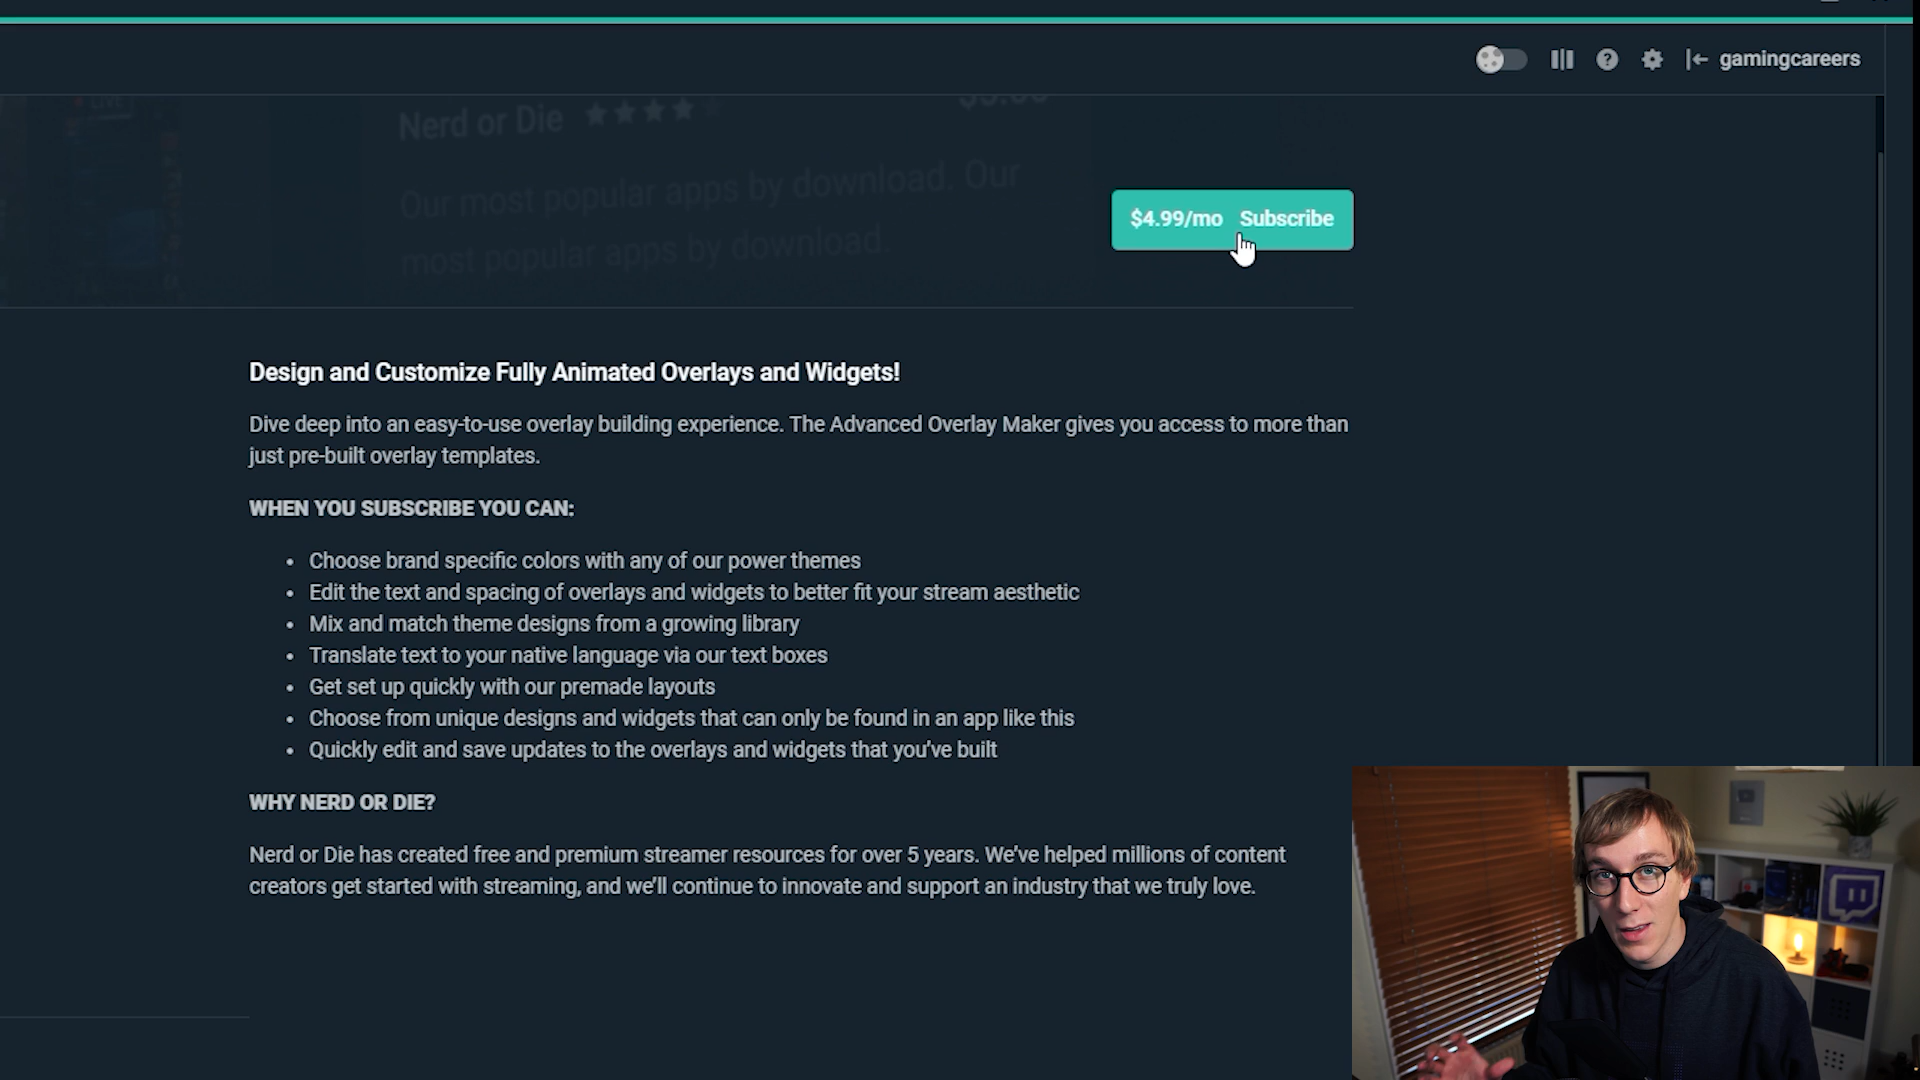 LIVE
gamingcareers
Nerd or Die
Our most popular apps by download. Our
most popular apps by download.
$4.99/mo Subscribe
Design and Customize Fully Animated Overlays and Widgets!
Dive deep into an easy-to-use overlay building experience. The Advanced Overlay Maker gives you access to more than
just pre-built overlay templates.
WHEN YOU SUBSCRIBE YOU CAN:
• Choose brand specific colors with any of our power themes
• Edit the text and spacing of overlays and widgets to better fit your stream aesthetic
• Mix and match theme designs from a growing library
• Translate text to your native language via our text boxes
• Get set up quickly with our premade layouts
• Choose from unique designs and widgets that can only be found in an app like this
• Quickly edit and save updates to the overlays and widgets that you’ve built
WHY NERD OR DIE?
Nerd or Die has created free and premium streamer resources for over 5 years. We’ve helped millions of content
creators get started with streaming, and we’ll continue to innovate and support an industry that we truly love.